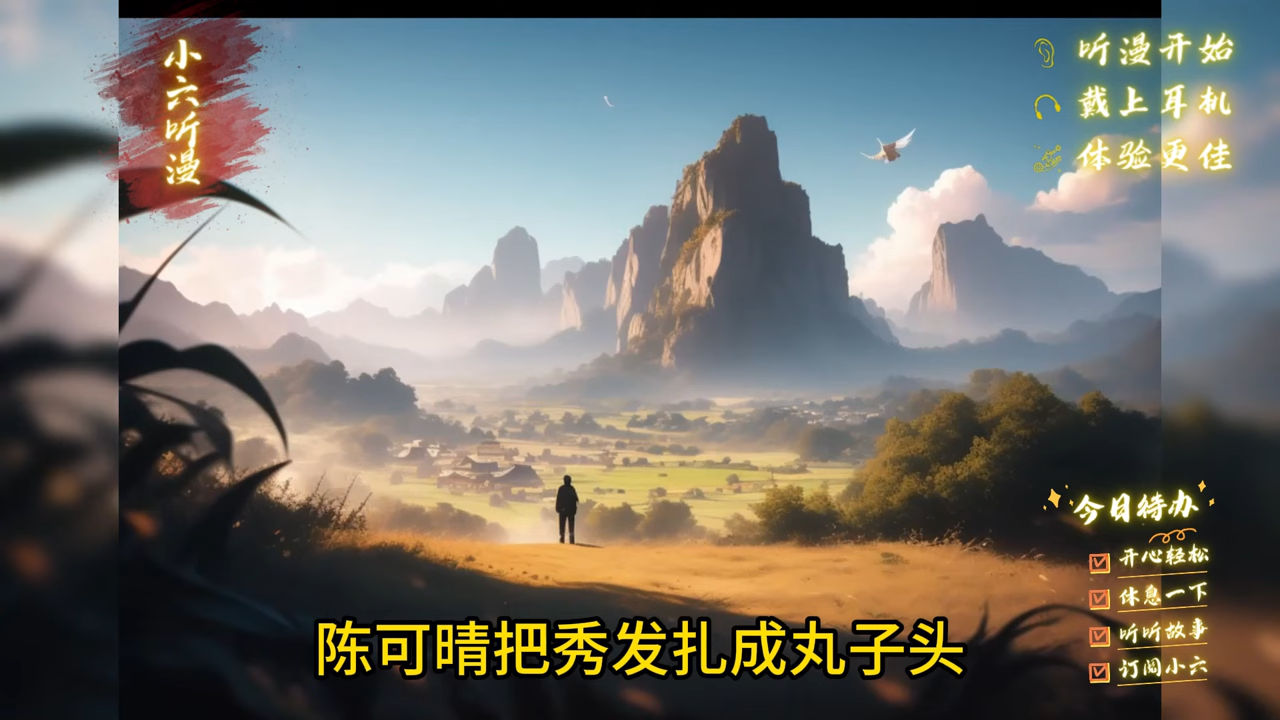 小六听漫
听漫开始
戴上耳机
体验更佳
今日待办
开心轻松
休息一下
听听故事
订阅小六
陈可晴把秀发扎成丸子头